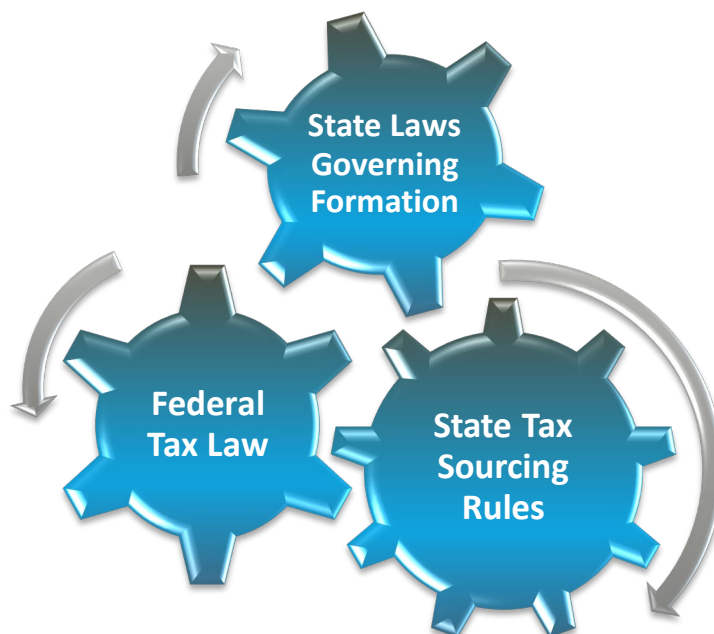 State Laws
Governing
Formation
Federal
Tax Law
State Tax
Sourcing
Rules